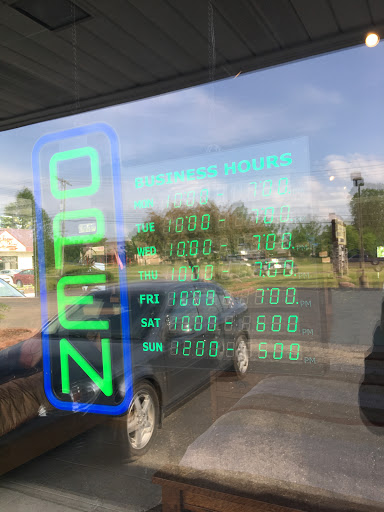 OPEN
BUSINESS HOURS
MON 10:00 - 7:00
TUE 10:00 - 7:00
WED 10:00 - 7:00 PM
THU 10:00 - 7:00 PM
FRI 10:00 - 7:00 PM
SAT 10:00 - 6:00 PM
SUN 12:00 - 5:00 PM